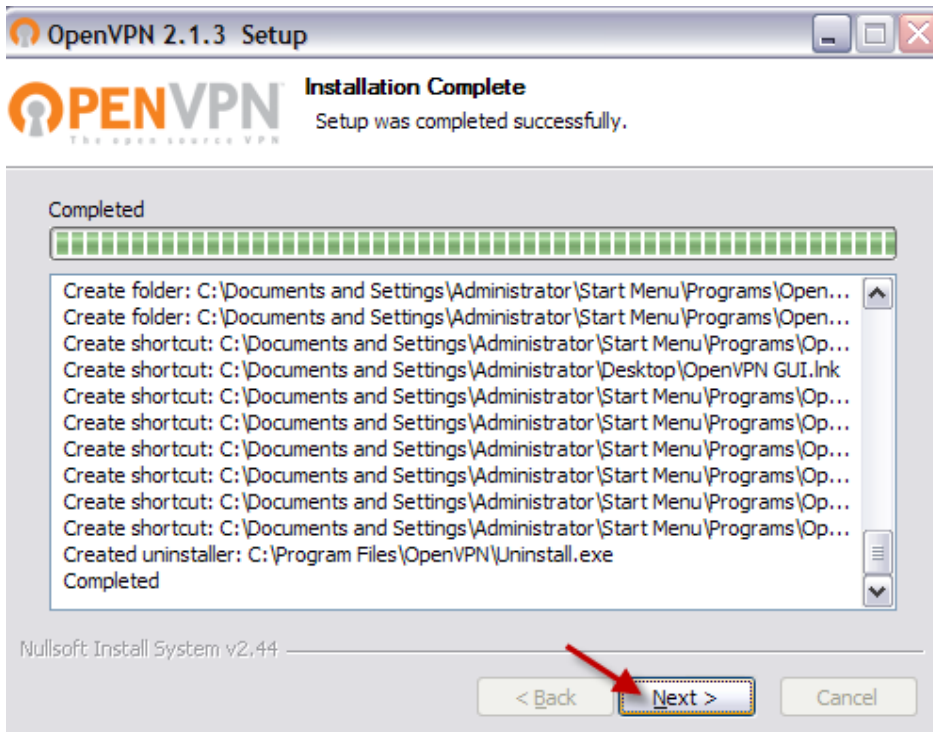 OpenVPN 2.1.3 Setup
OPENVPN
The open source VPN
Installation Complete
Setup was completed successfully.
Completed
Create folder: C:\Documents and Settings\Administrator\Start Menu\Programs\Open...
Create folder: C:\Documents and Settings\Administrator\Start Menu\Programs\Open...
Create shortcut: C:\Documents and Settings\Administrator\Start Menu\Programs\Op...
Create shortcut: C:\Documents and Settings\Administrator\Desktop\OpenVPN GUI.lnk
Create shortcut: C:\Documents and Settings\Administrator\Start Menu\Programs\Op...
Create shortcut: C:\Documents and Settings\Administrator\Start Menu\Programs\Op...
Create shortcut: C:\Documents and Settings\Administrator\Start Menu\Programs\Op...
Create shortcut: C:\Documents and Settings\Administrator\Start Menu\Programs\Op...
Create shortcut: C:\Documents and Settings\Administrator\Start Menu\Programs\Op...
Create shortcut: C:\Documents and Settings\Administrator\Start Menu\Programs\Op...
Created uninstaller: C:\Program Files\OpenVPN\Uninstall.exe
Completed
Nullsoft Install System v2.44
< Back Next > Cancel